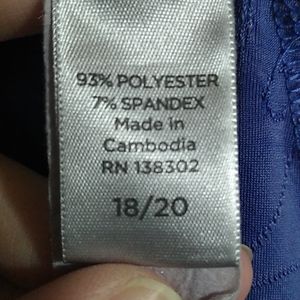 93% POLYESTER
7% SPANDEX
Made in
Cambodia
RN 138302
18/20